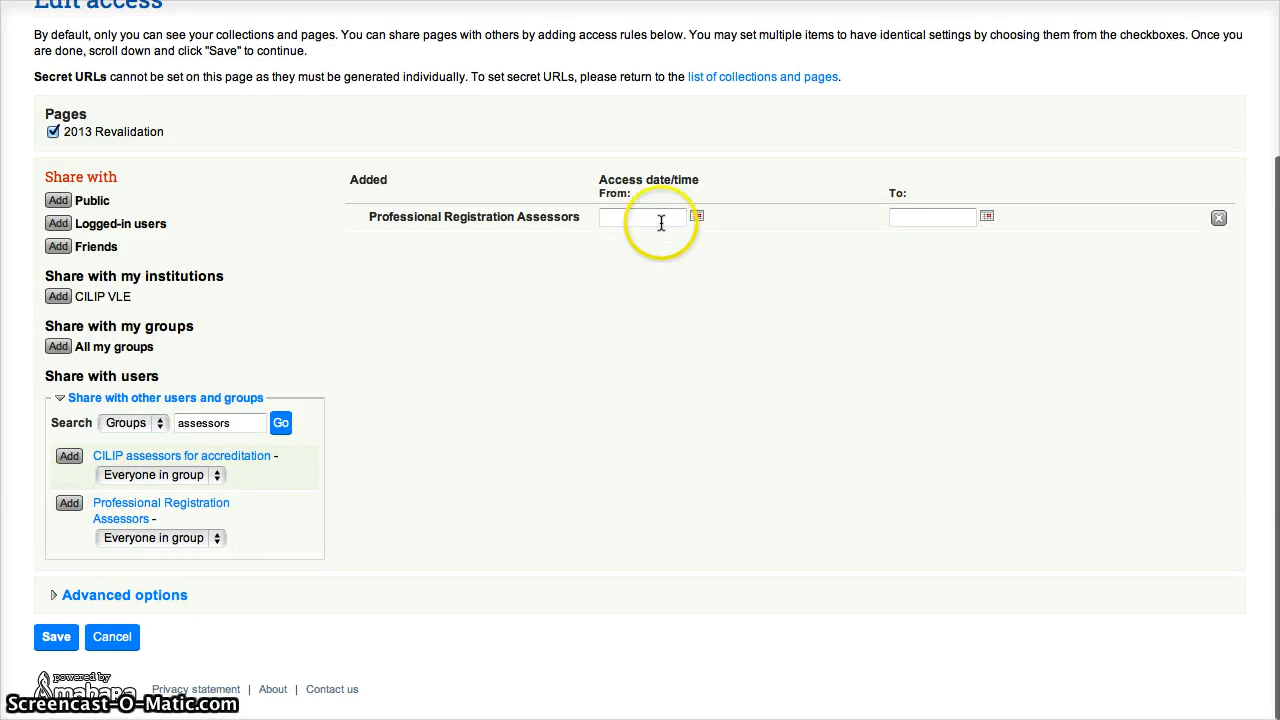 Edit access
By default, only you can see your collections and pages. You can share pages with others by adding access rules below. You may set multiple items to have identical settings by choosing them from the checkboxes. Once you
are done, scroll down and click "Save" to continue.
Secret URLs cannot be set on this page as they must be generated individually. To set secret URLs, please return to the list of collections and pages.
Pages
2013 Revalidation
Share with
Add Public
Add Logged-in users
Add Friends
Share with my institutions
Add CILIP VLE
Share with my groups
Add All my groups
Share with users
Share with other users and groups
Search Groups assessors Go
Add CILIP assessors for accreditation -
Everyone in group
Add Professional Registration
Assessors -
Everyone in group
Added Access date/time
From: To:
Professional Registration Assessors
Advanced options
Save Cancel
powered by
mahara
Privacy statement | About | Contact us
Screencast-O-Matic.com